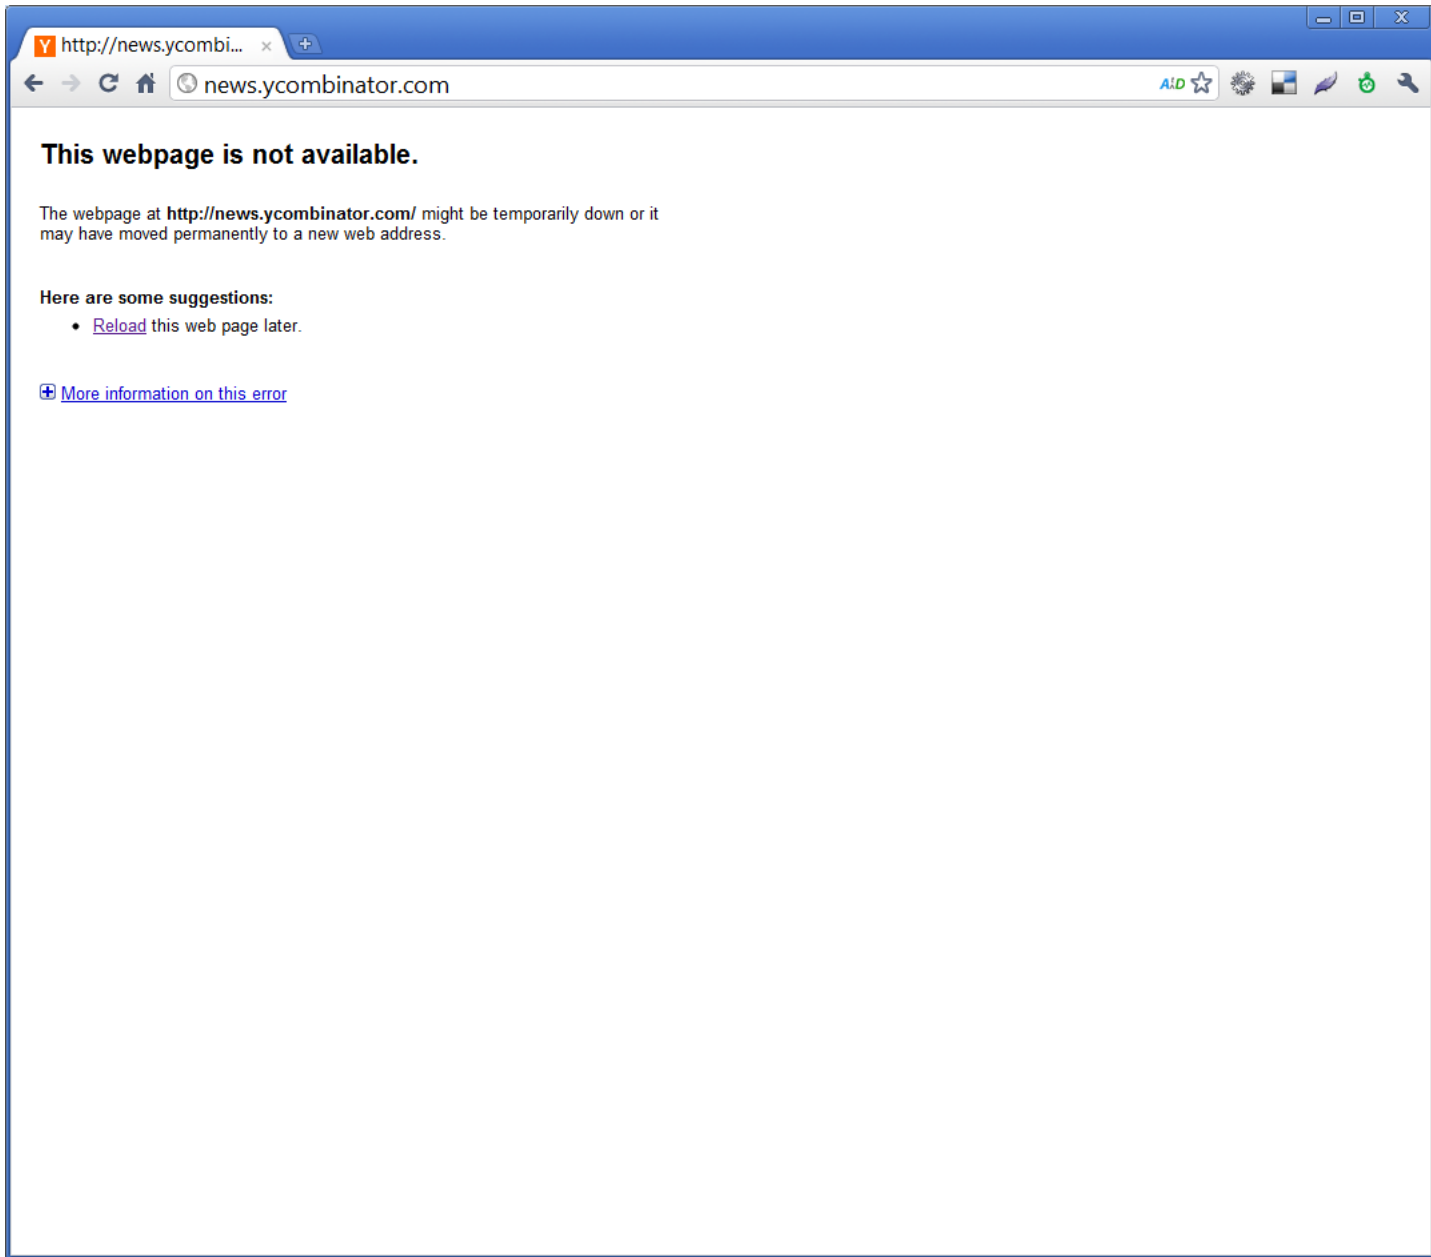 Y http://news.ycombi...
news.ycombinator.com
This webpage is not available.
The webpage at http://news.ycombinator.com/ might be temporarily down or it
may have moved permanently to a new web address.
Here are some suggestions:
• Reload this web page later.
More information on this error